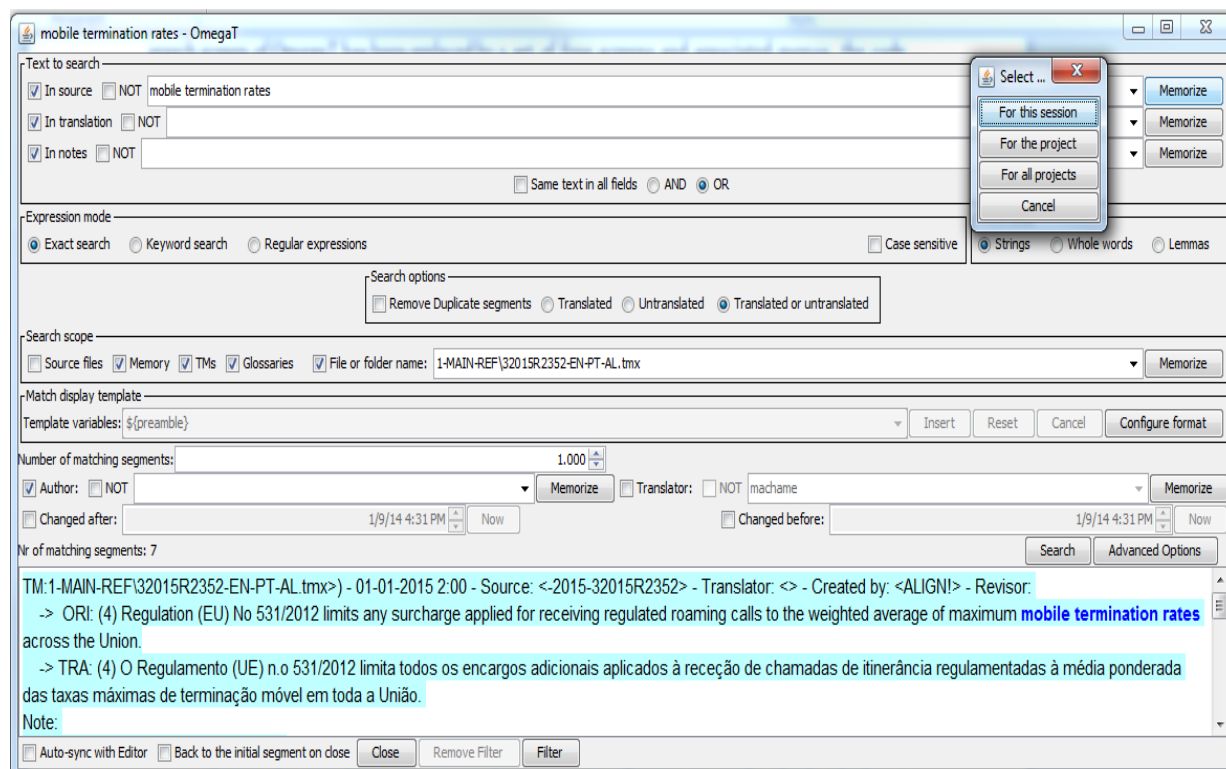 mobile termination rates - OmegaT
Text to search
In source NOT mobile termination rates Memorize
In translation NOT Memorize
In notes NOT Memorize
Same text in all fields AND OR
Select ...
For this session
For the project
For all projects
Cancel
Expression mode
Exact search Keyword search Regular expressions Case sensitive Strings Whole words Lemmas
Search options
Remove Duplicate segments Translated Untranslated Translated or untranslated
Search scope
Source files Memory TMs Glossaries File or folder name: 1-MAIN-REF\32015R2352-EN-PT-AL.tmx Memorize
Match display template
Template variables: ${preamble} Insert Reset Cancel Configure format
Number of matching segments: 1.000
Author: NOT Memorize Translator: NOT machame Memorize
Changed after: 1/9/14 4:31 PM Now Changed before: 1/9/14 4:31 PM Now
Nr of matching segments: 7 Search Advanced Options
TM:1-MAIN-REF\32015R2352-EN-PT-AL.tmx>) - 01-01-2015 2:00 - Source: <-2015-32015R2352> - Translator: <> - Created by: <ALIGN!> - Revisor:
-> ORI: (4) Regulation (EU) No 531/2012 limits any surcharge applied for receiving regulated roaming calls to the weighted average of maximum mobile termination rates
across the Union.
-> TRA: (4) O Regulamento (UE) n.o 531/2012 limita todos os encargos adicionais aplicados à receção de chamadas de itinerância regulamentadas à média ponderada
das taxas máximas de terminação móvel em toda a União.
Note:
Auto-sync with Editor Back to the initial segment on close Close Remove Filter Filter